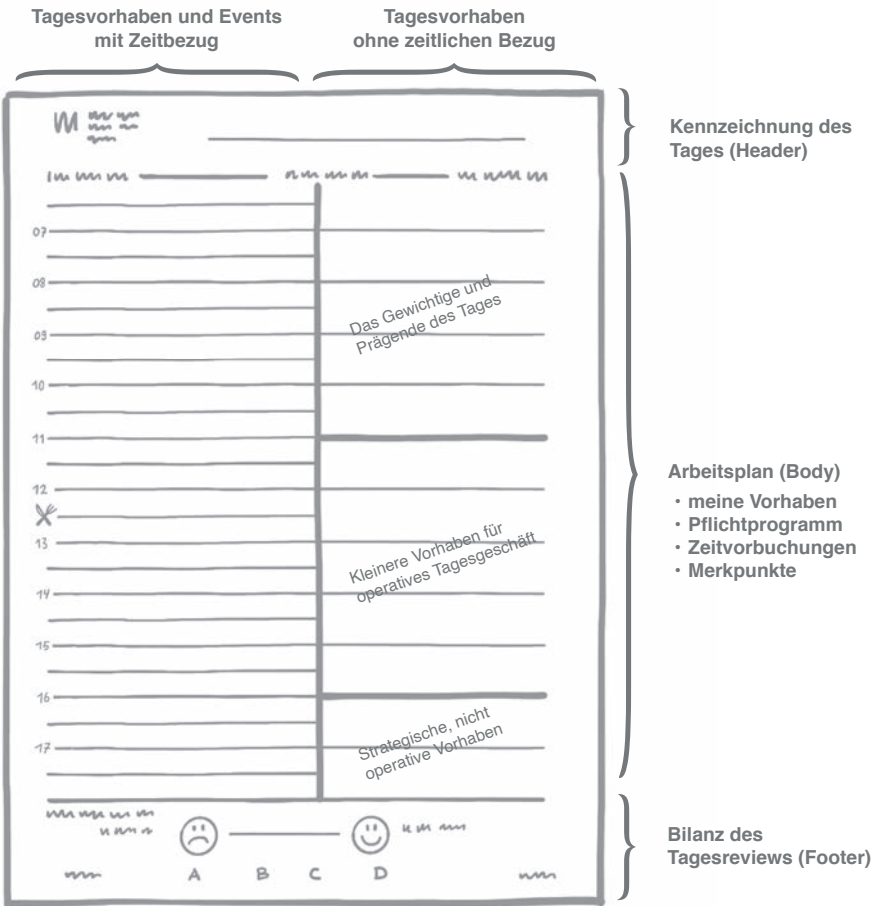 Tagesvorhaben und Events
mit Zeitbezug
Tagesvorhaben
ohne zeitlichen Bezug
Kennzeichnung des
Tages (Header)
07
08
09
10
11
12
13
14
15
16
17
Das Gewichtige und
Prägende des Tages
Kleinere Vorhaben für
operatives Tagesgeschäft
Strategische, nicht
operative Vorhaben
Arbeitsplan (Body)
• meine Vorhaben
• Pflichtprogramm
• Zeitvorbuchungen
• Merkpunkte
A B C D
Bilanz des
Tagesreviews (Footer)